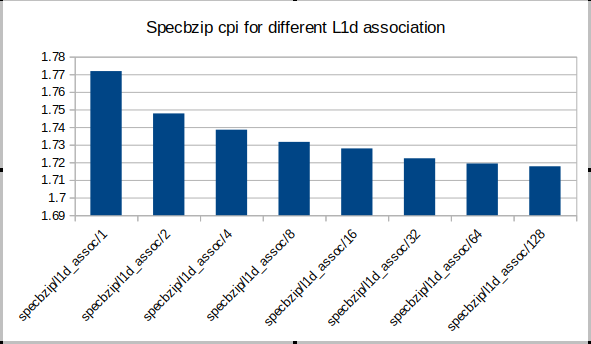 Specbzip cpi for different L1d association
1.78
1.77
1.76
1.75
1.74
1.73
1.72
1.71
1.7
1.69
specbzip/l1d_assoc/1
specbzip/l1d_assoc/2
specbzip/l1d_assoc/4
specbzip/l1d_assoc/8
specbzip/l1d_assoc/16
specbzip/l1d_assoc/32
specbzip/l1d_assoc/64
specbzip/l1d_assoc/128